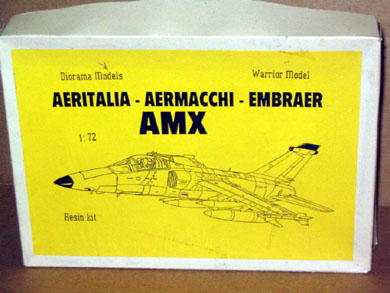 Diorama Models Warrior Model
AERITALIA - AERMACCHI - EMBRAER
AMX
1:72
Resin kit